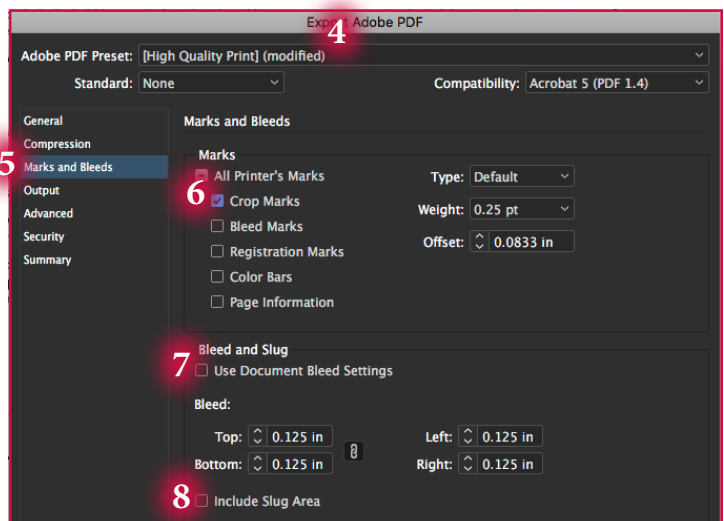 Export Adobe PDF
4
Adobe PDF Preset: [High Quality Print] (modified)
Standard: None Compatibility: Acrobat 5 (PDF 1.4)
General
Compression
5
Marks and Bleeds
Output
Advanced
Security
Summary
Marks and Bleeds
Marks
All Printer's Marks
6
Crop Marks
Bleed Marks
Registration Marks
Color Bars
Page Information
Type: Default
Weight: 0.25 pt
Offset: 0.0833 in
Bleed and Slug
7
Use Document Bleed Settings
Bleed:
Top: 0.125 in Left: 0.125 in
Bottom: 0.125 in Right: 0.125 in
8 Include Slug Area